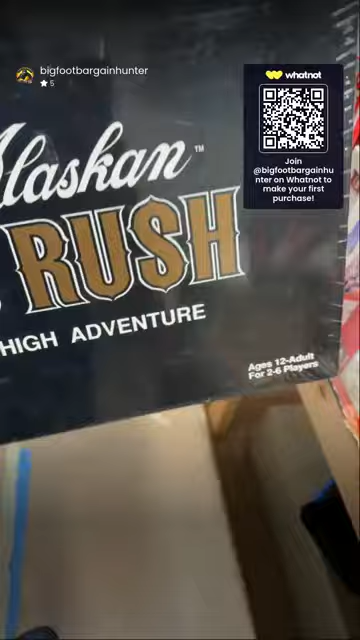 bigfootbargainhunter
★ 5
whatnot
Join
@bigfootbargainhu
nter on Whatnot to
make your first
purchase!
Alaskan™
RUSH
HIGH ADVENTURE
Ages 12-Adult
For 2-6 Players